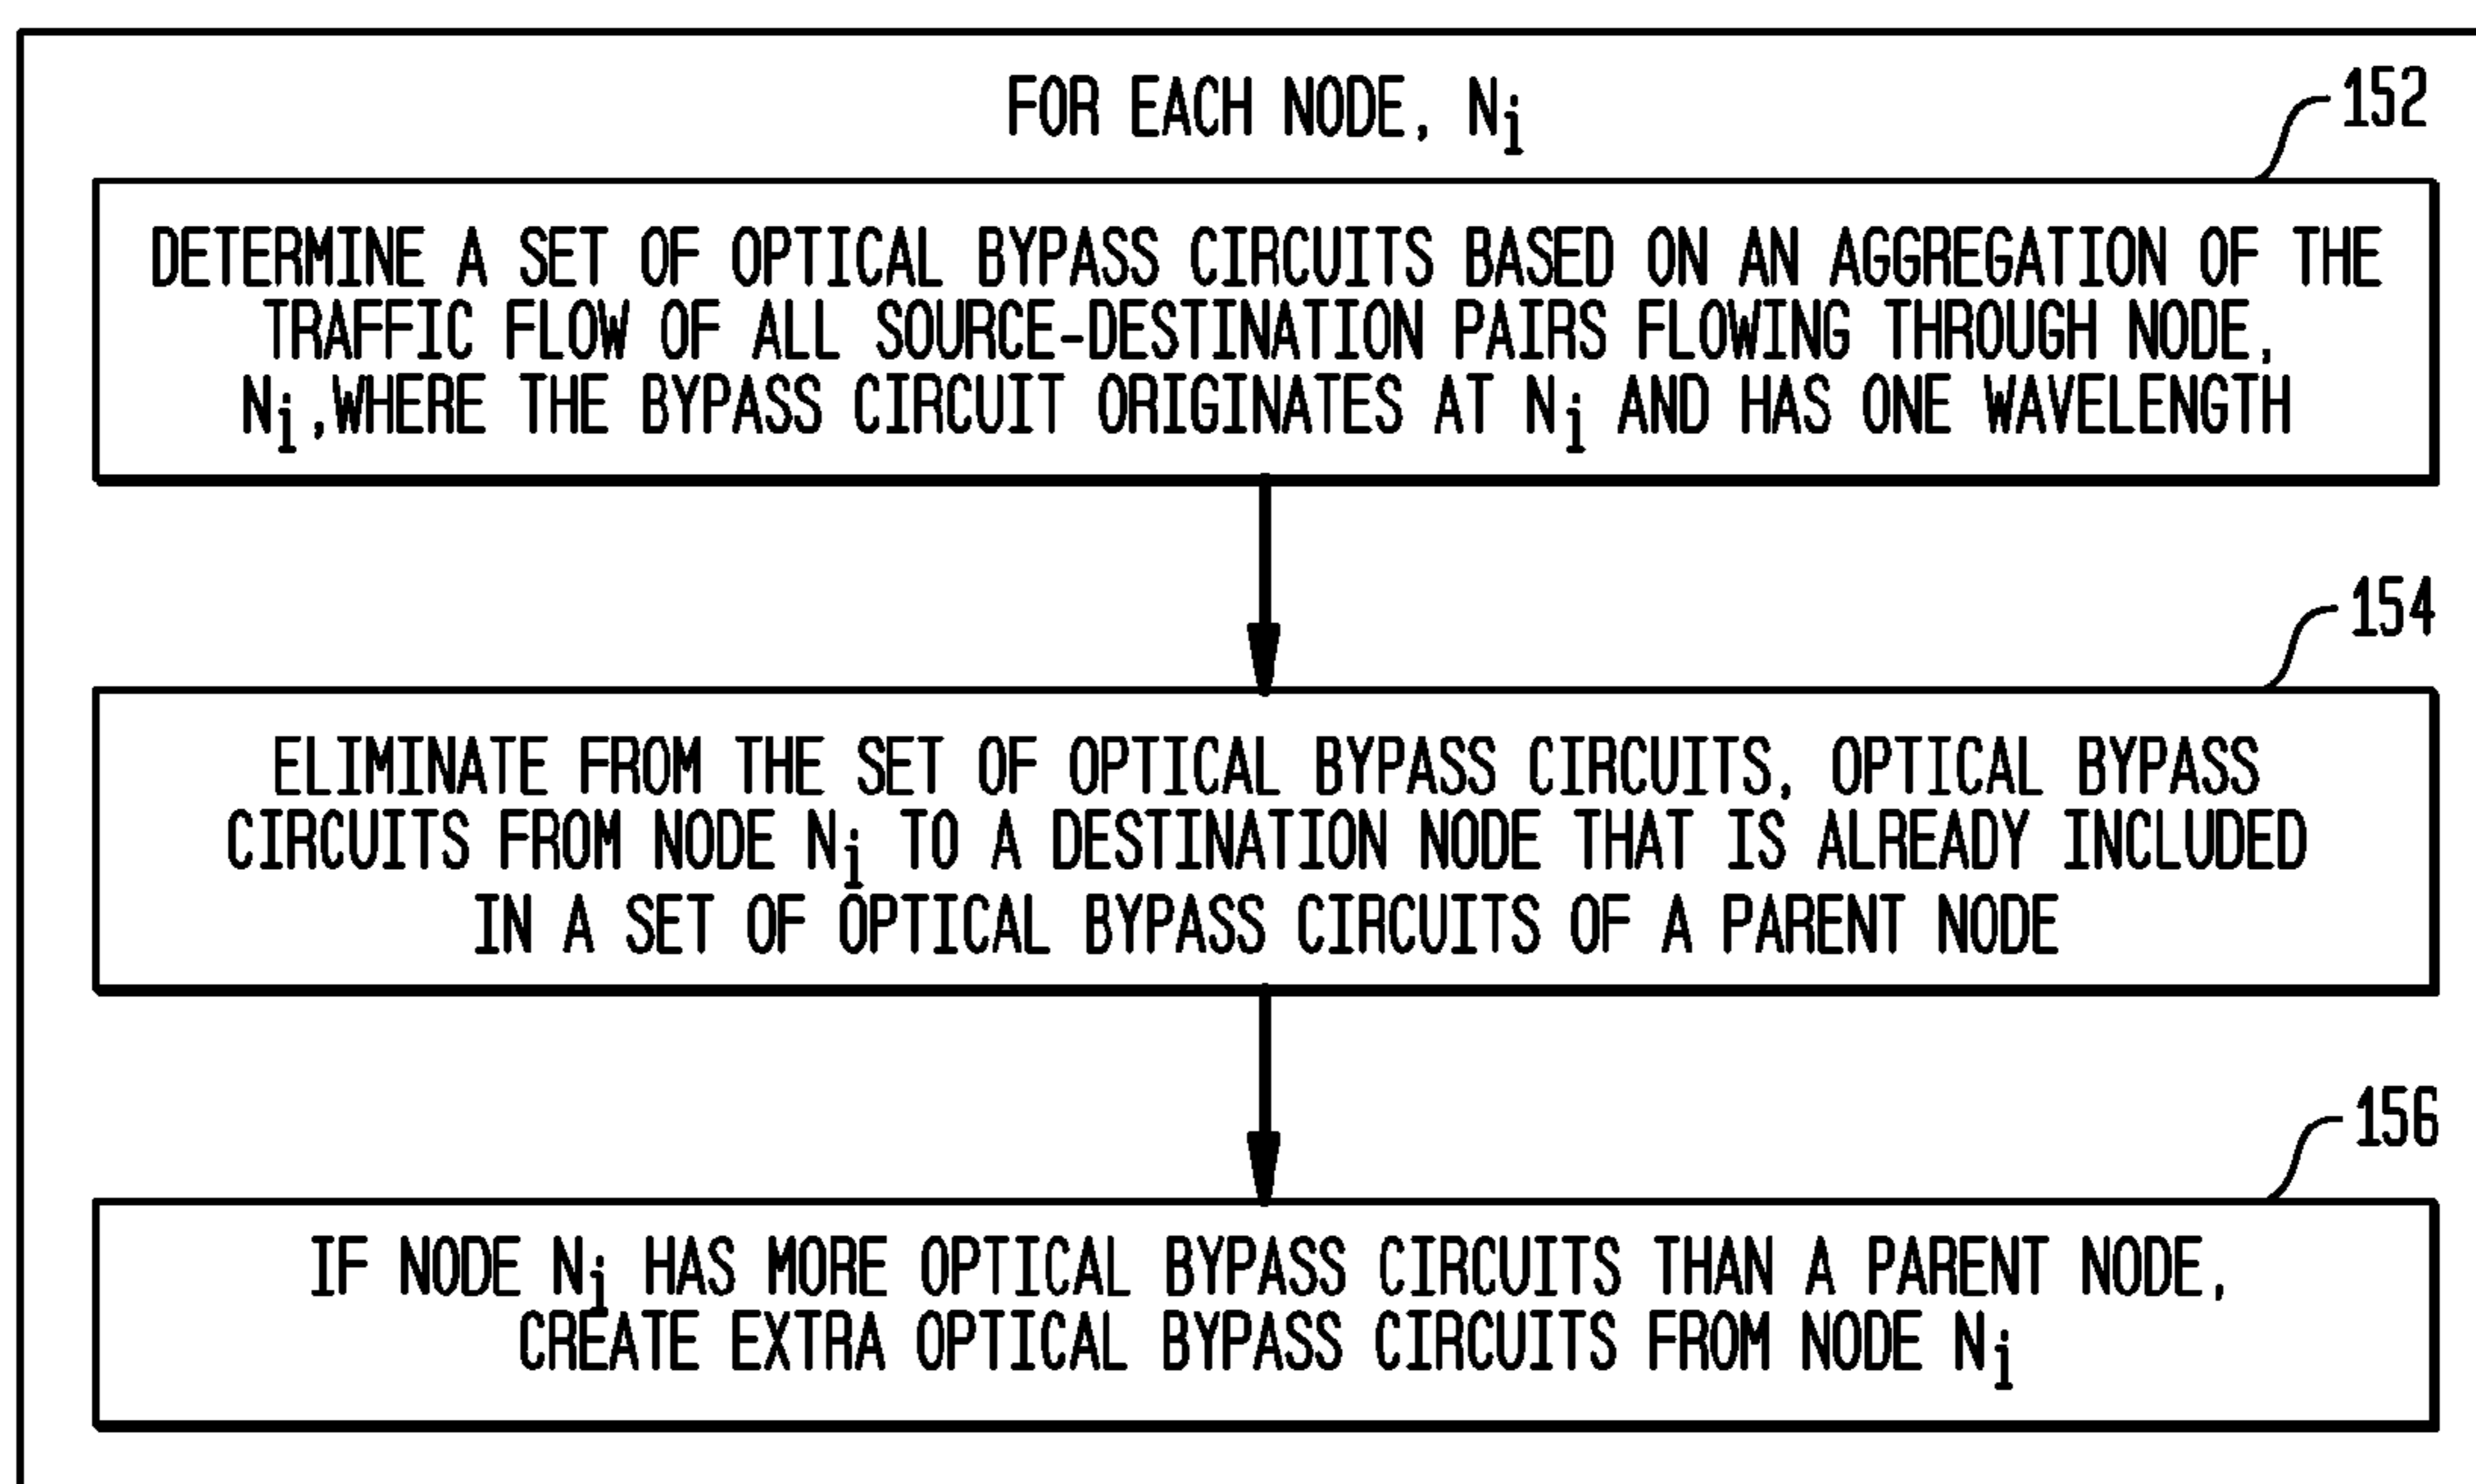 FOR EACH NODE, Ni
152
DETERMINE A SET OF OPTICAL BYPASS CIRCUITS BASED ON AN AGGREGATION OF THE
TRAFFIC FLOW OF ALL SOURCE-DESTINATION PAIRS FLOWING THROUGH NODE,
Ni,WHERE THE BYPASS CIRCUIT ORIGINATES AT Ni AND HAS ONE WAVELENGTH
154
ELIMINATE FROM THE SET OF OPTICAL BYPASS CIRCUITS, OPTICAL BYPASS
CIRCUITS FROM NODE Ni TO A DESTINATION NODE THAT IS ALREADY INCLUDED
IN A SET OF OPTICAL BYPASS CIRCUITS OF A PARENT NODE
156
IF NODE Ni HAS MORE OPTICAL BYPASS CIRCUITS THAN A PARENT NODE,
CREATE EXTRA OPTICAL BYPASS CIRCUITS FROM NODE Ni